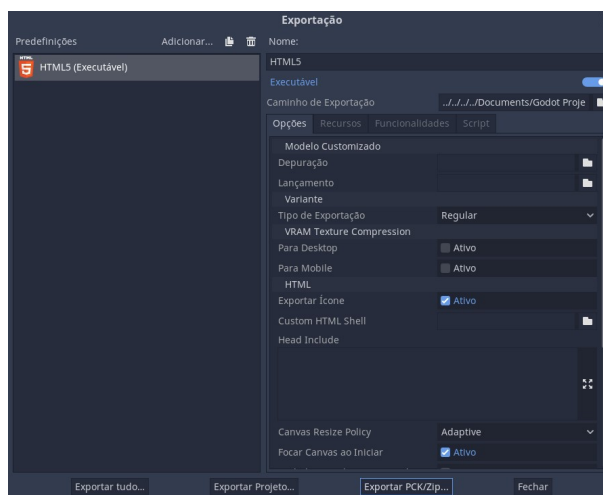 Exportação
Predefinições Adicionar...
HTML5 (Executável)
Nome:
HTML5
Executável
Caminho de Exportação ../../../../Documents/Godot Proje
Opções Recursos Funcionalidades Script
Modelo Customizado
Depuração
Lançamento
Variante
Tipo de Exportação Regular
VRAM Texture Compression
Para Desktop Ativo
Para Mobile Ativo
HTML
Exportar Ícone Ativo
Custom HTML Shell
Head Include
Canvas Resize Policy Adaptive
Focar Canvas ao Iniciar Ativo
Exportar tudo... Exportar Projeto... Exportar PCK/Zip... Fechar